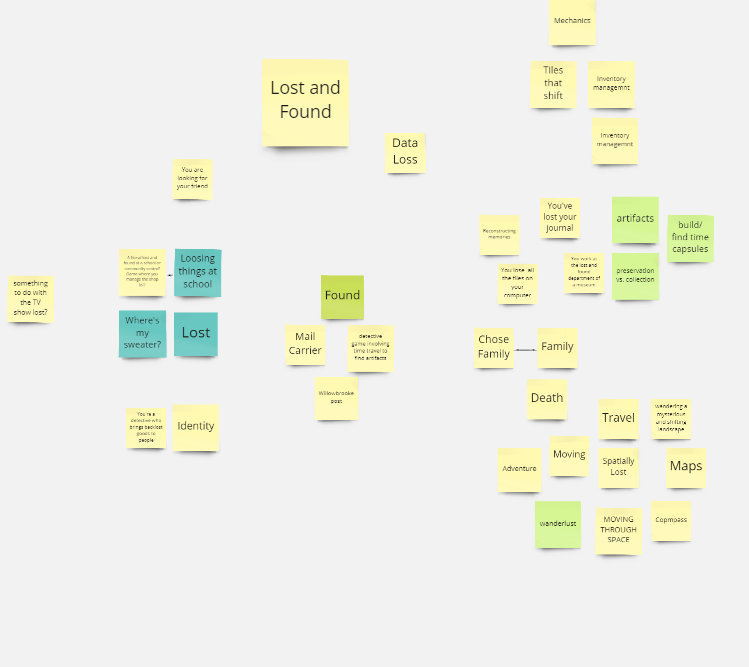 Mechanics
Tiles
that
shift
Inventory
managemnt
Inventory
managemnt
Lost and
Found
Data
Loss
You are
looking for
your friend
You've
lost your
journal
artifacts
build/
find time
capsules
Reconstructing
memories
You lose all
the files on
your
computer
You work at
the lost and
found
department of
a museum
preservation
vs. collection
A literal lost and
found at a school or
community center?
Game where you
manage the shop
Loosing
things at
school
something
to do with
the TV
show lost?
Where's
my
sweater?
Lost
Found
Mail
Carrier
detective
game involving
time travel to
find artifacts
Willowbrooke
post
Chose
Family
Family
Death
You're a
detective who
brings back lost
goods to
people
Identity
Travel
wandering a
mysterious
and shifting
landscape
Adventure
Moving
Spatially
Lost
Maps
wanderlust
MOVING
THROUGH
SPACE
Copmpass